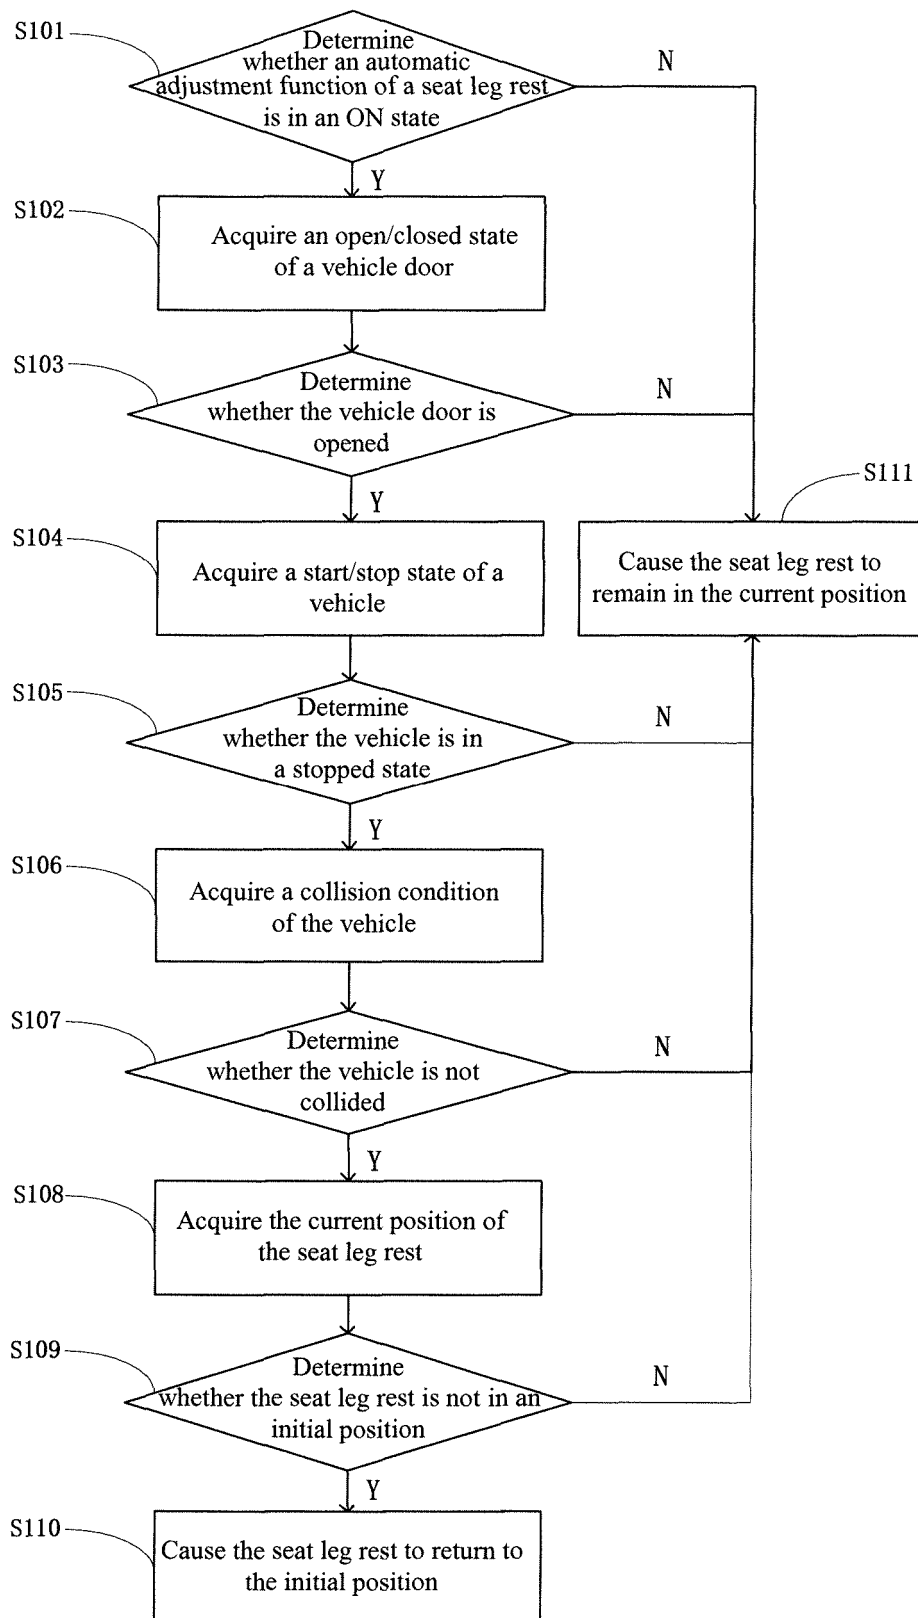 S101
Determine
whether an automatic
adjustment function of a seat leg rest
is in an ON state
N
Y
S102
Acquire an open/closed state
of a vehicle door
S103
Determine
whether the vehicle door is
opened
N
Y
S111
Cause the seat leg rest to
remain in the current position
S104
Acquire a start/stop state of a
vehicle
S105
Determine
whether the vehicle is in
a stopped state
N
Y
S106
Acquire a collision condition
of the vehicle
S107
Determine
whether the vehicle is not
collided
N
Y
S108
Acquire the current position of
the seat leg rest
S109
Determine
whether the seat leg rest is not in an
initial position
N
Y
S110
Cause the seat leg rest to return to
the initial position